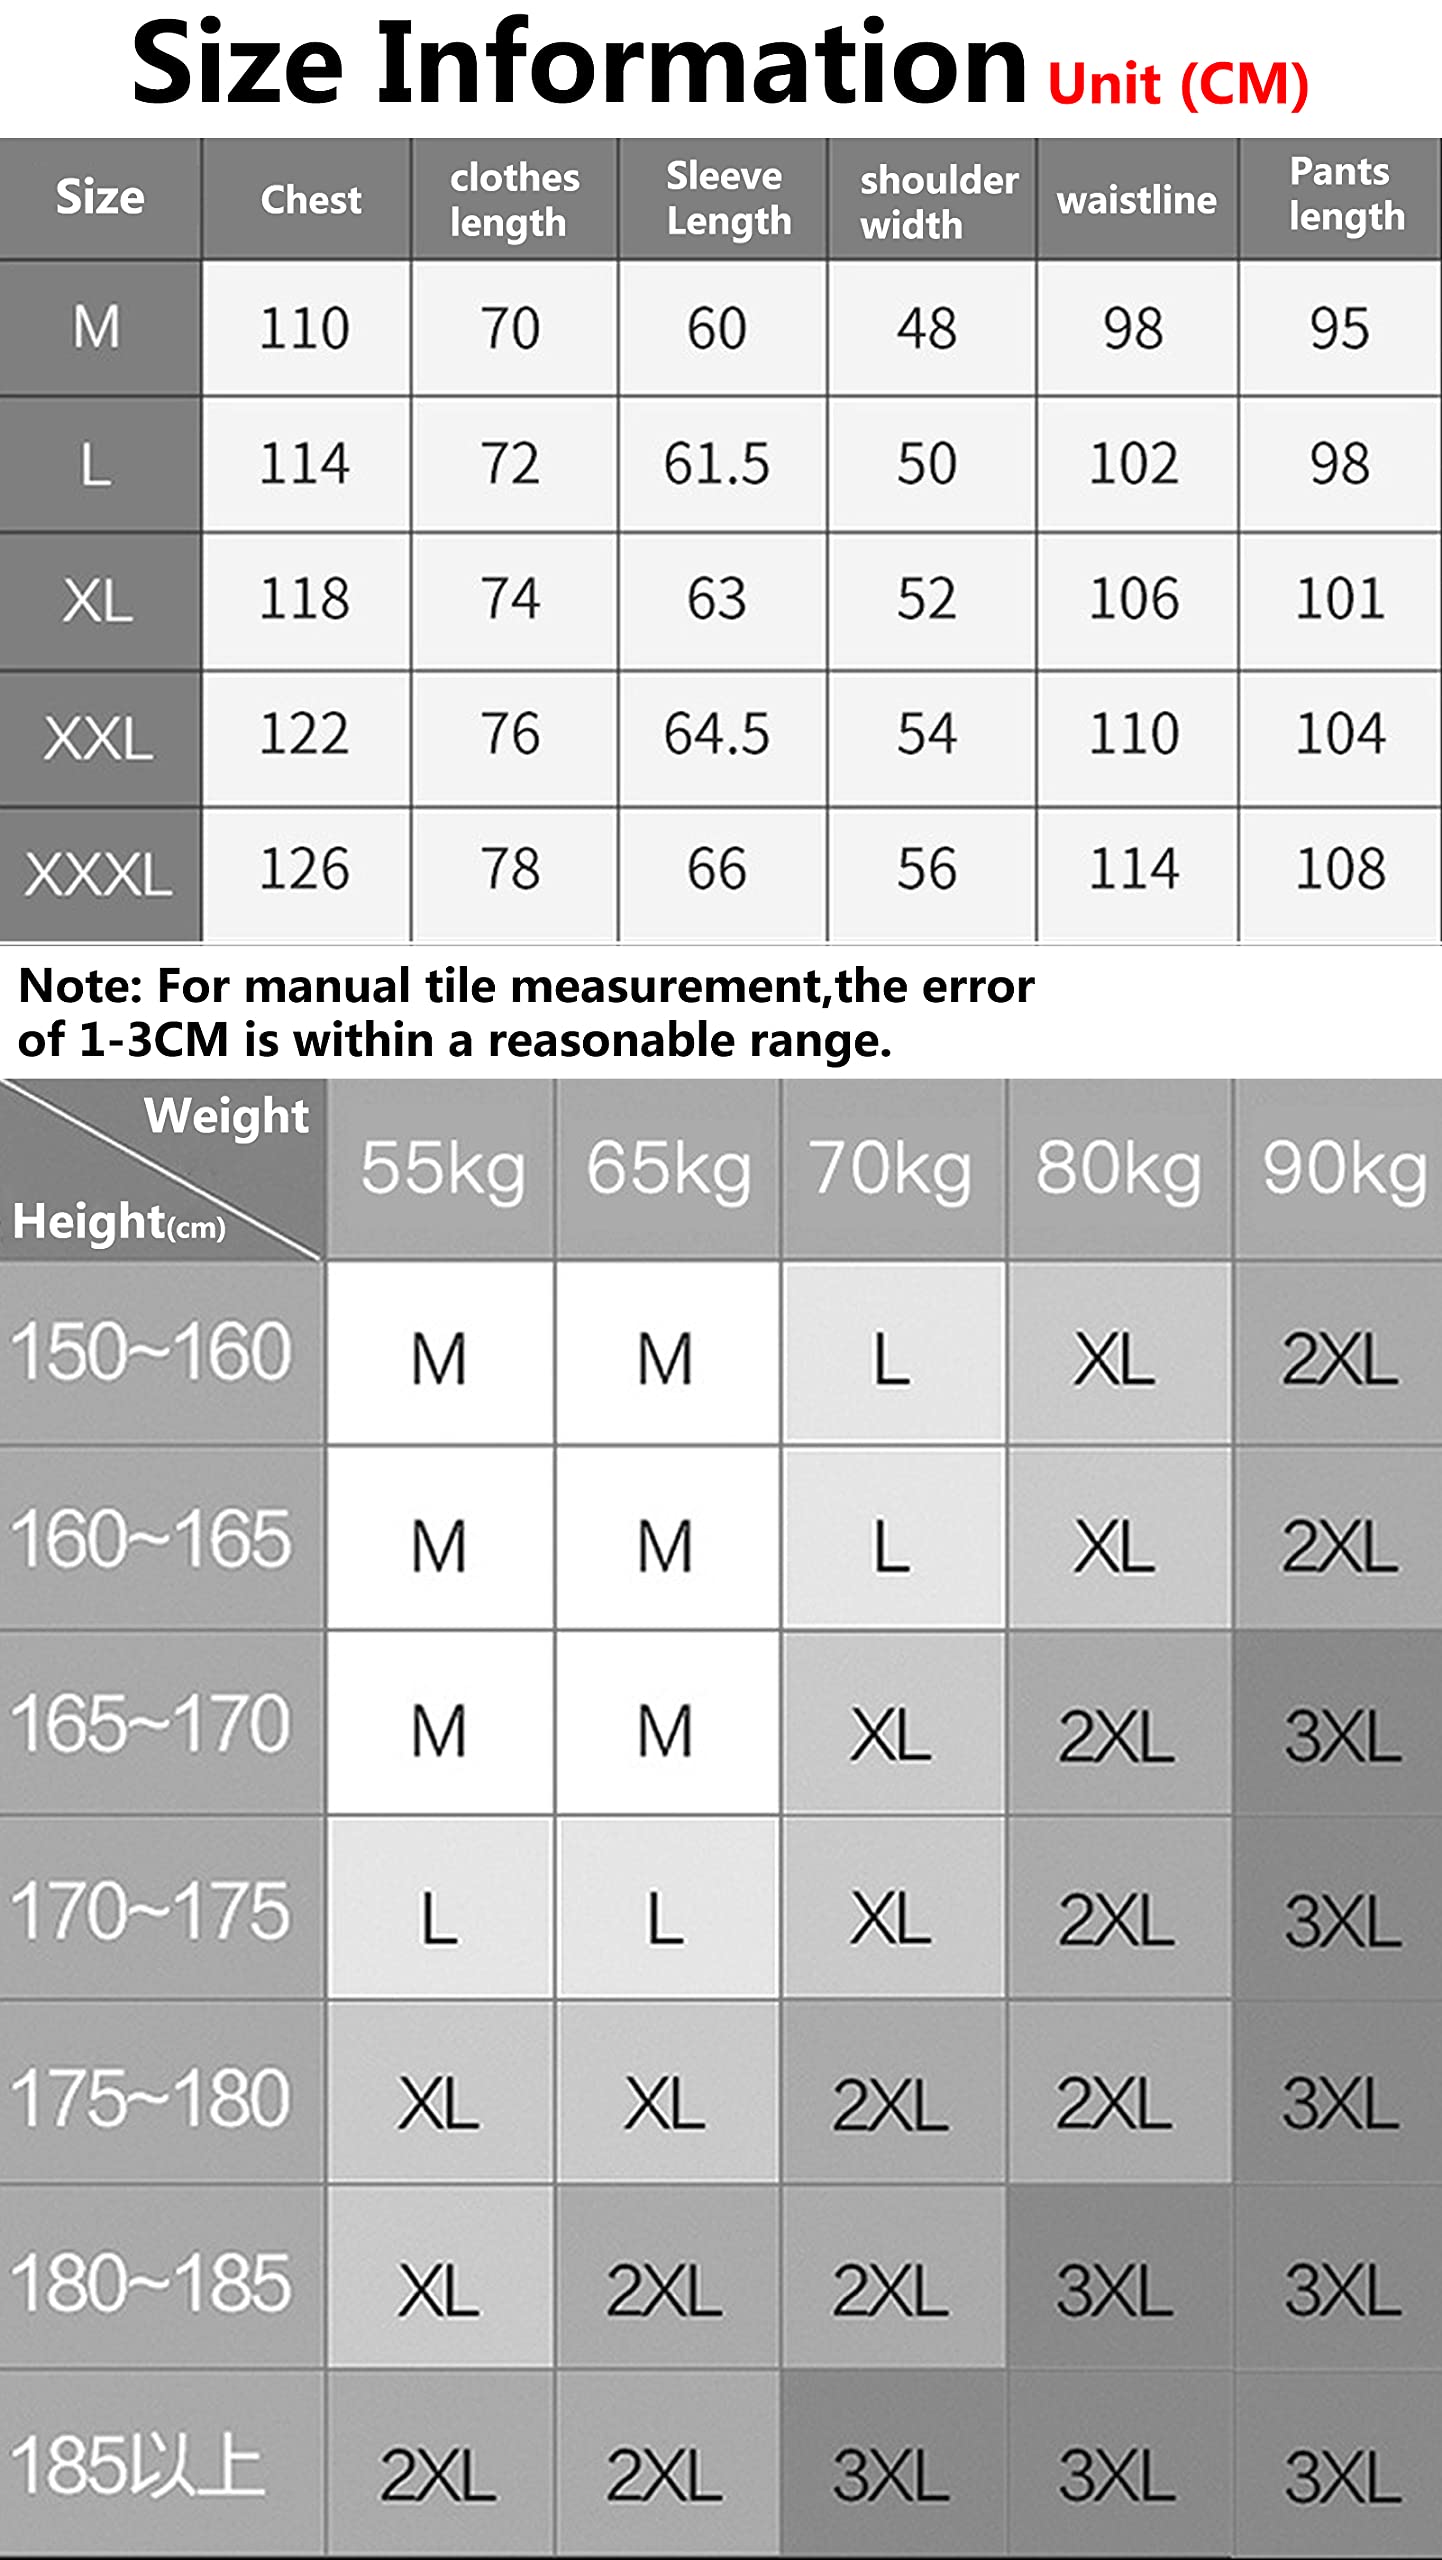 Size Information Unit (CM)
Size Chest clothes length Sleeve Length shoulder width waistline Pants length
M 110 70 60 48 98 95
L 114 72 61.5 50 102 98
XL 118 74 63 52 106 101
XXL 122 76 64.5 54 110 104
XXXL 126 78 66 56 114 108
Note: For manual tile measurement,the error
of 1-3CM is within a reasonable range.
Weight Height(cm) 55kg 65kg 70kg 80kg 90kg
150~160 M M L XL 2XL
160~165 M M L XL 2XL
165~170 M M XL 2XL 3XL
170~175 L L XL 2XL 3XL
175~180 XL XL 2XL 2XL 3XL
180~185 XL 2XL 2XL 3XL 3XL
185以上 2XL 2XL 3XL 3XL 3XL